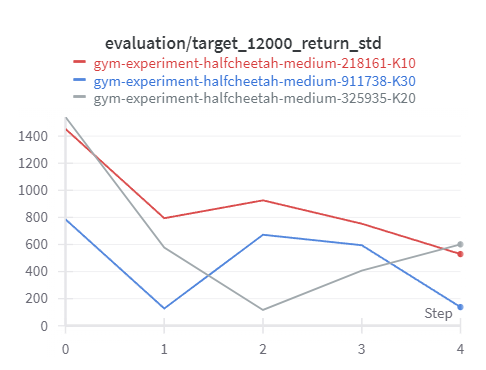 evaluation/target_12000_return_std
gym-experiment-halfcheetah-medium-218161-K10
gym-experiment-halfcheetah-medium-911738-K30
gym-experiment-halfcheetah-medium-325935-K20
1400
1200
1000
800
600
400
200
0
Step
0 1 2 3 4